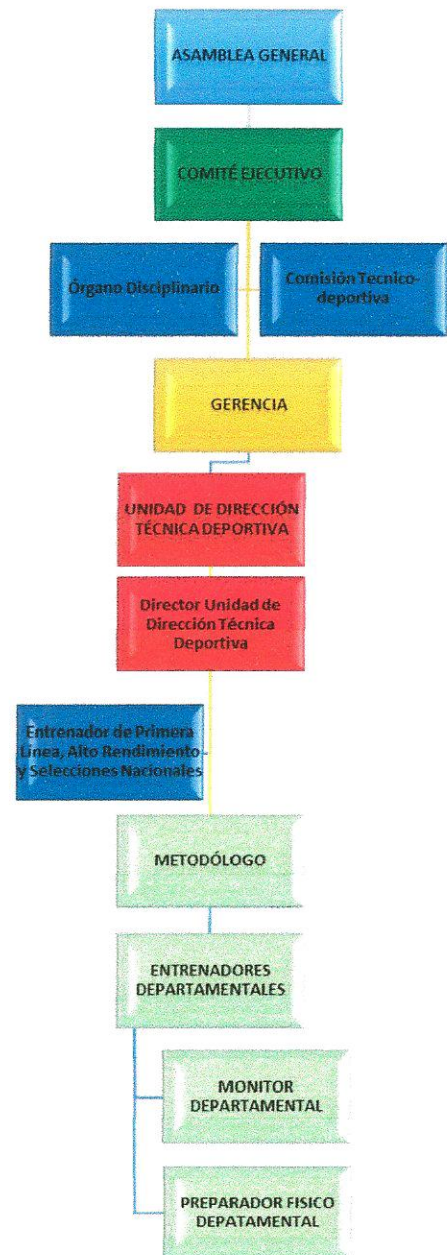 ASAMBLEA GENERAL
COMITÉ EJECUTIVO
Órgano Disciplinario
Comisión Tecnico-
deportiva
GERENCIA
UNIDAD DE DIRECCIÓN
TÉCNICA DEPORTIVA
Director Unidad de
Dirección Técnica
Deportiva
Entrenador de Primera
Línea, Alto Rendimiento
y Selecciones Nacionales
METODÓLOGO
ENTRENADORES
DEPARTAMENTALES
MONITOR
DEPARTAMENTAL
PREPARADOR FISICO
DEPATAMENTAL